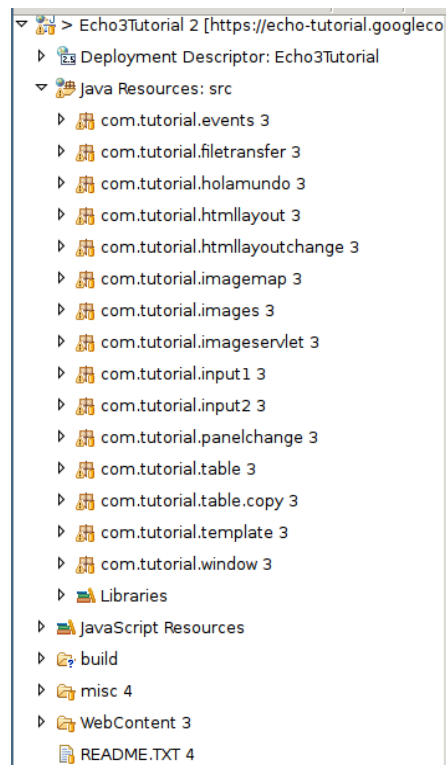 > Echo3Tutorial 2 [https://echo-tutorial.googleco
2.5 Deployment Descriptor: Echo3Tutorial
Java Resources: src
com.tutorial.events 3
com.tutorial.filetransfer 3
com.tutorial.holamundo 3
com.tutorial.htmllayout 3
com.tutorial.htmllayoutchange 3
com.tutorial.imagemap 3
com.tutorial.images 3
com.tutorial.imageservlet 3
com.tutorial.input1 3
com.tutorial.input2 3
com.tutorial.panelchange 3
com.tutorial.table 3
com.tutorial.table.copy 3
com.tutorial.template 3
com.tutorial.window 3
Libraries
JavaScript Resources
build
misc 4
WebContent 3
README.TXT 4